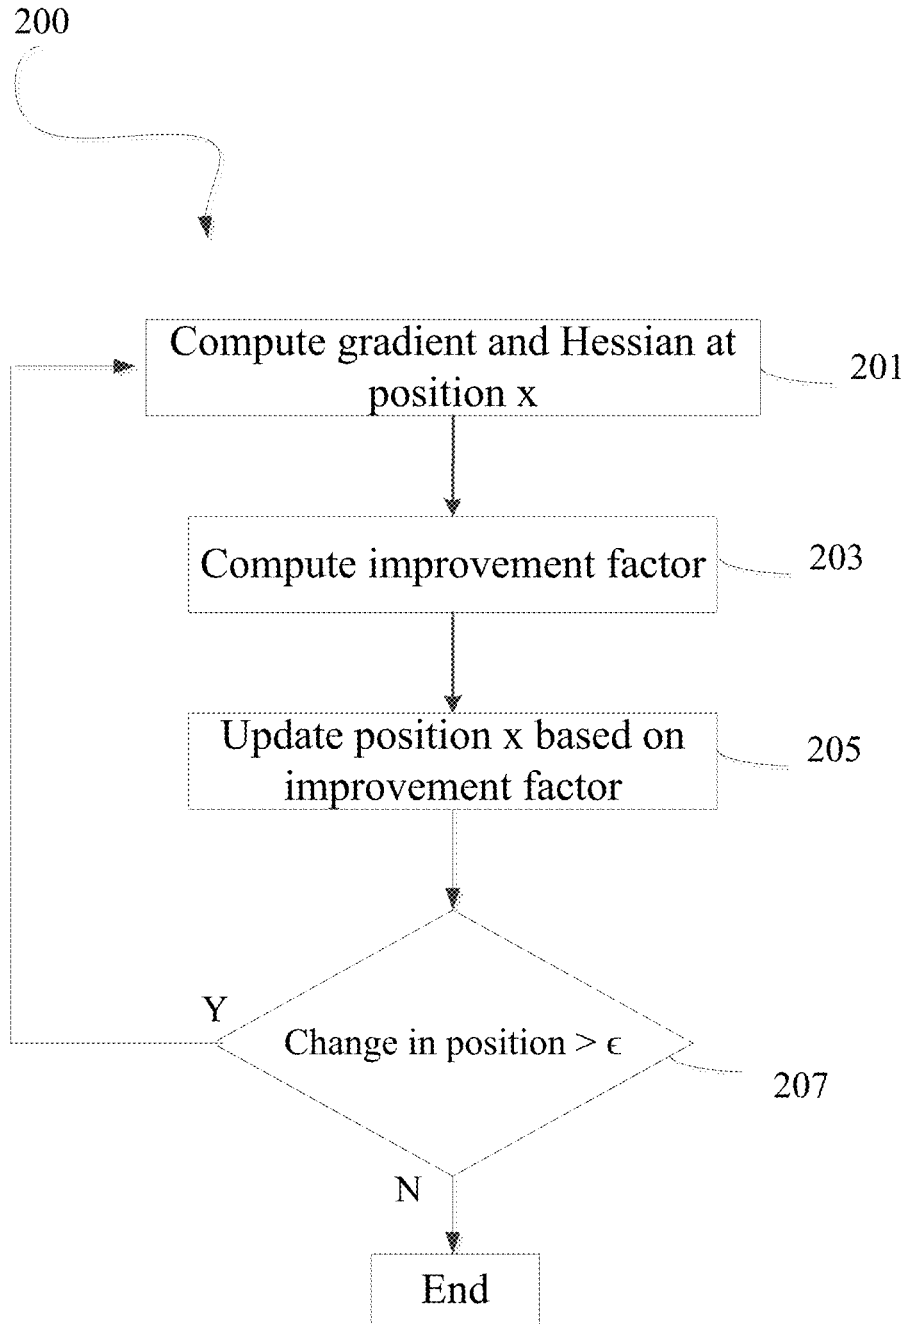 200
Compute gradient and Hessian at
position x
201
Compute improvement factor
203
Update position x based on
improvement factor
205
Y
Change in position > ϵ
207
N
End